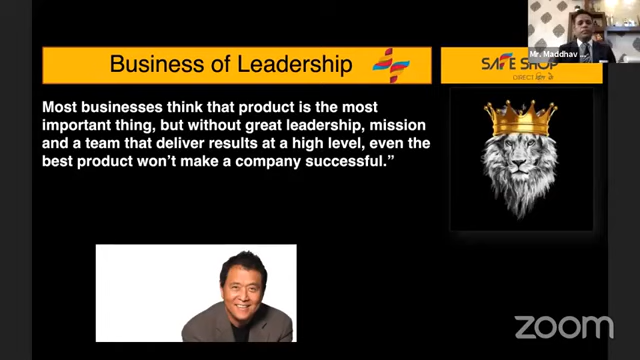 Mr. Maddhav
Business of Leadership
SAFE SHOP
DIRECT
Most businesses think that product is the most
important thing, but without great leadership, mission
and a team that deliver results at a high level, even the
best product won't make a company successful.”
zoom